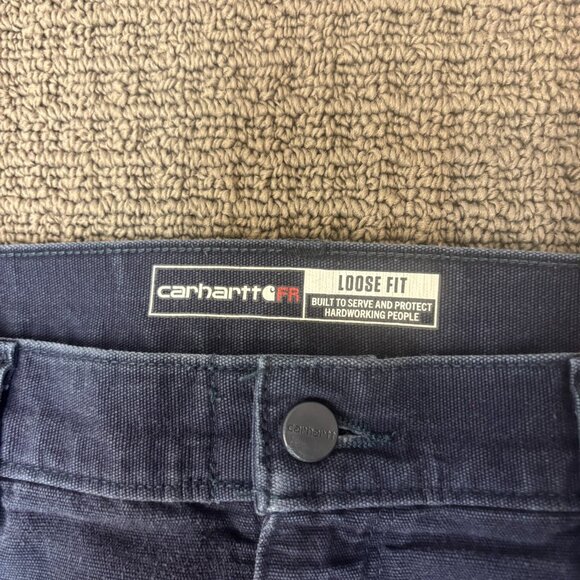 carhartt FR
LOOSE FIT
BUILT TO SERVE AND PROTECT
HARDWORKING PEOPLE
carhartt